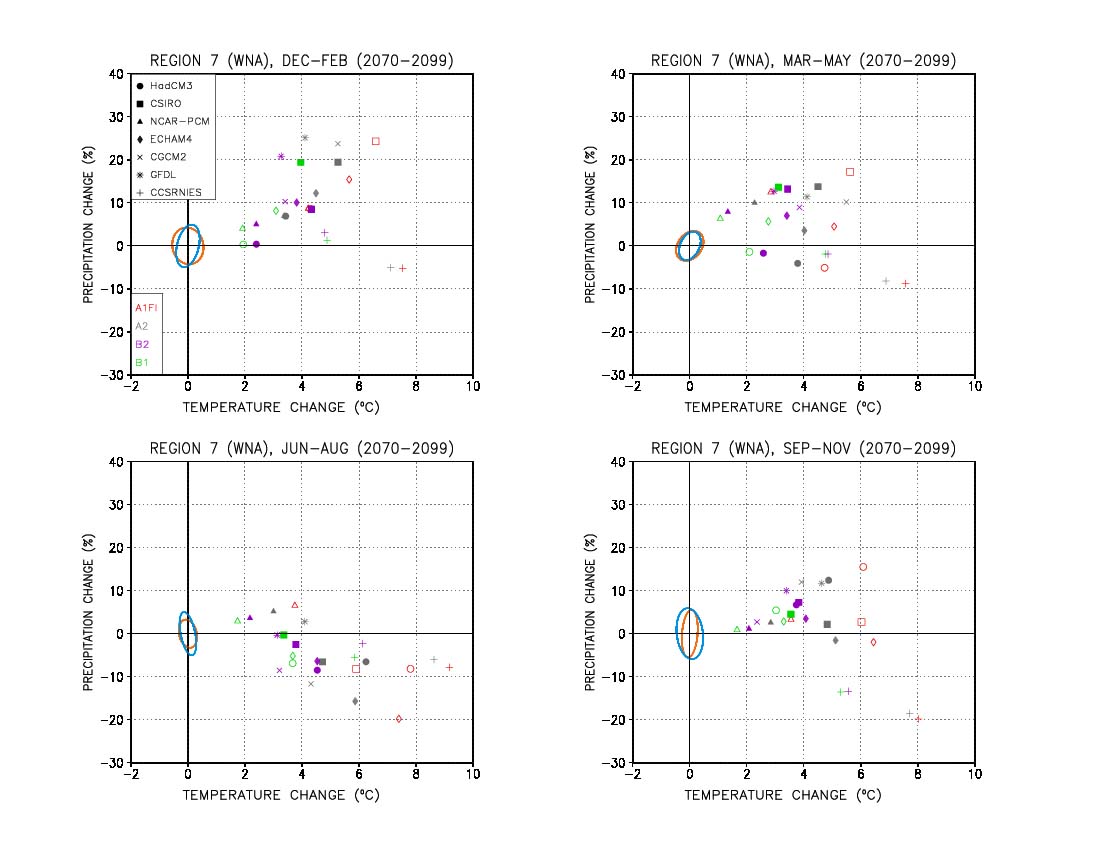 REGION 7 (WNA), DEC-FEB (2070-2099)
PRECIPITATION CHANGE (%)
40
30
20
10
0
-10
-20
-30
HadCM3
CSIRO
NCAR-PCM
ECHAM4
CGCM2
GFDL
CCSRNIES
A1FI
A2
B2
B1
-2 0 2 4 6 8 10
TEMPERATURE CHANGE (°C)
REGION 7 (WNA), MAR-MAY (2070-2099)
PRECIPITATION CHANGE (%)
40
30
20
10
0
-10
-20
-30
-2 0 2 4 6 8 10
TEMPERATURE CHANGE (°C)
REGION 7 (WNA), JUN-AUG (2070-2099)
PRECIPITATION CHANGE (%)
40
30
20
10
0
-10
-20
-30
-2 0 2 4 6 8 10
TEMPERATURE CHANGE (°C)
REGION 7 (WNA), SEP-NOV (2070-2099)
PRECIPITATION CHANGE (%)
40
30
20
10
0
-10
-20
-30
-2 0 2 4 6 8 10
TEMPERATURE CHANGE (°C)